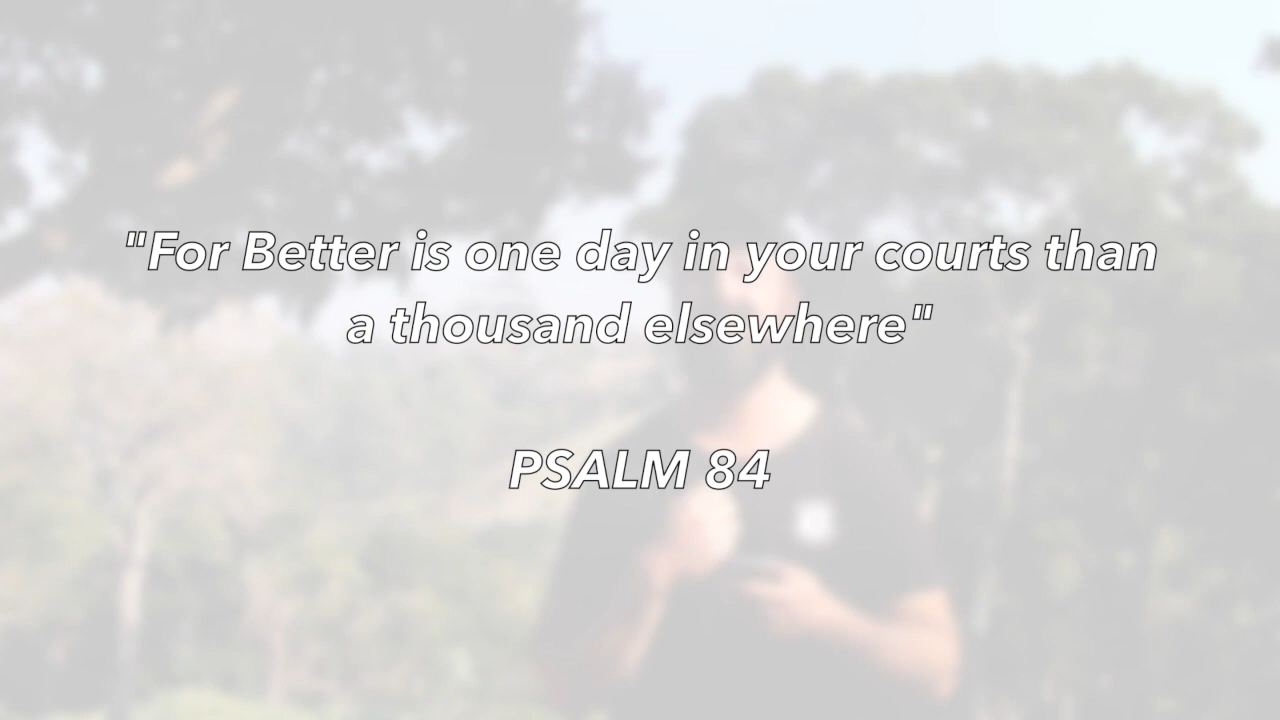 "For Better is one day in your courts than
a thousand elsewhere"
PSALM 84